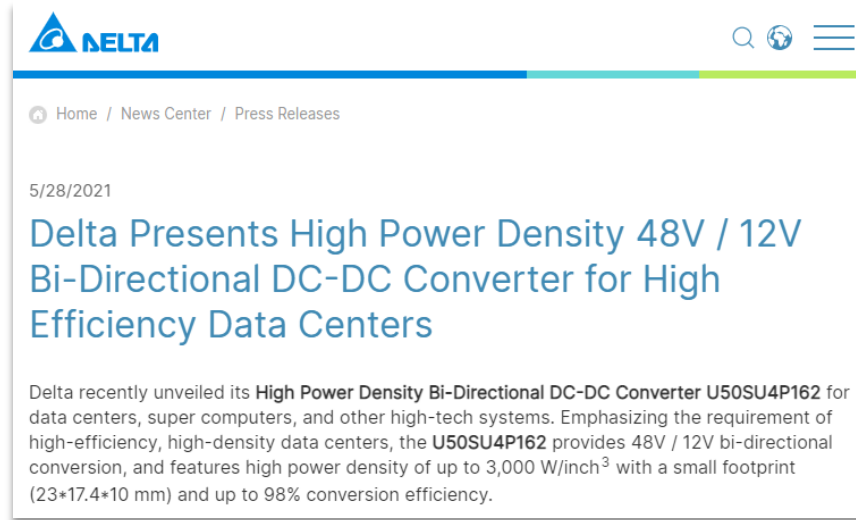 DELTA
Home / News Center / Press Releases
5/28/2021
Delta Presents High Power Density 48V / 12V
Bi-Directional DC-DC Converter for High
Efficiency Data Centers
Delta recently unveiled its High Power Density Bi-Directional DC-DC Converter U50SU4P162 for
data centers, super computers, and other high-tech systems. Emphasizing the requirement of
high-efficiency, high-density data centers, the U50SU4P162 provides 48V / 12V bi-directional
conversion, and features high power density of up to 3,000 W/inch³ with a small footprint
(23*17.4*10 mm) and up to 98% conversion efficiency.